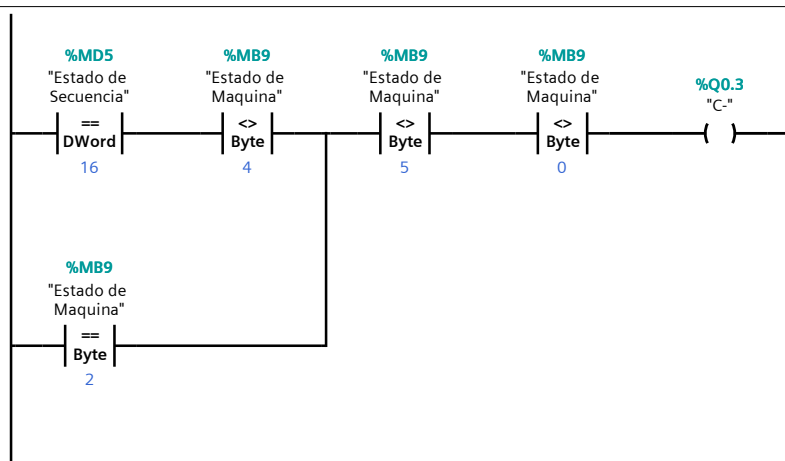 %MD5
"Estado de
Secuencia"
==
DWord
16
%MB9
"Estado de
Maquina"
<>
Byte
4
%MB9
"Estado de
Maquina"
<>
Byte
5
%MB9
"Estado de
Maquina"
<>
Byte
0
%Q0.3
"C-"
%MB9
"Estado de
Maquina"
==
Byte
2